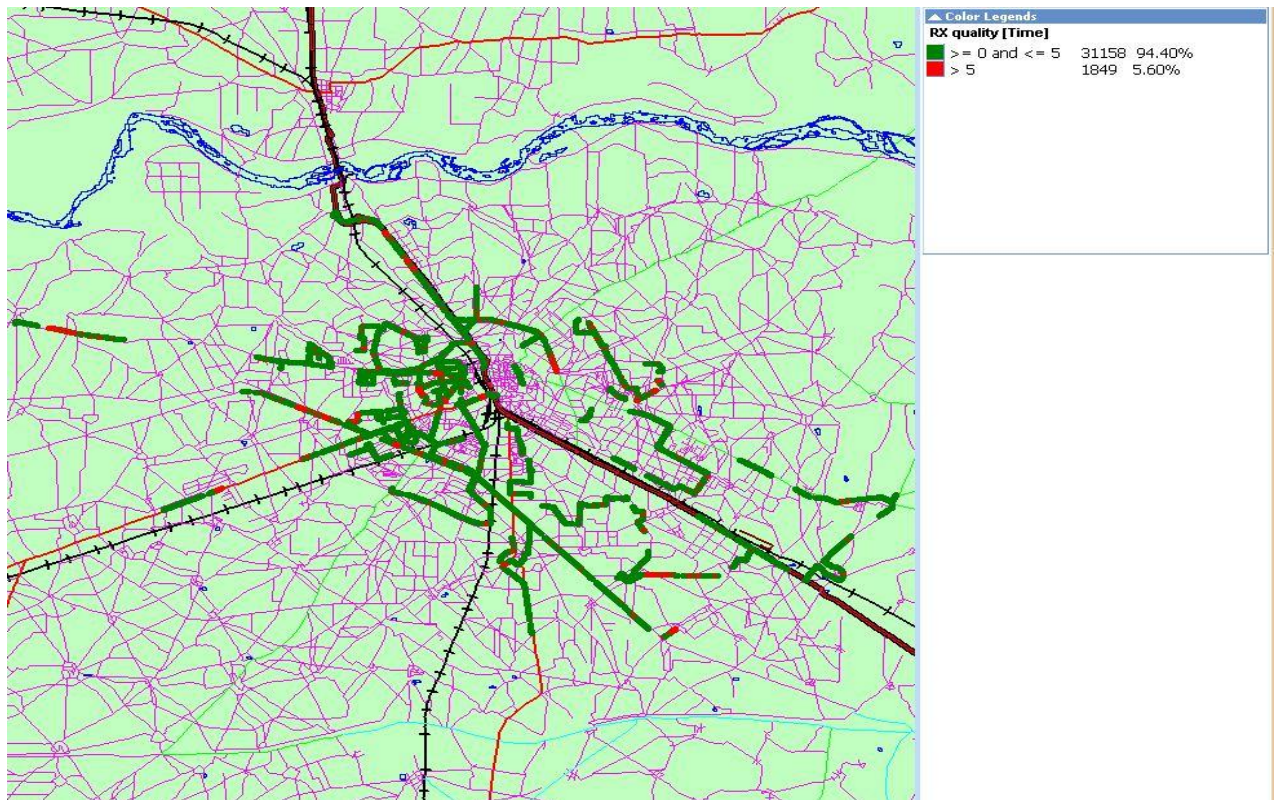 Color Legends
RX quality [Time]
>= 0 and <= 5 31158 94.40%
> 5 1849 5.60%